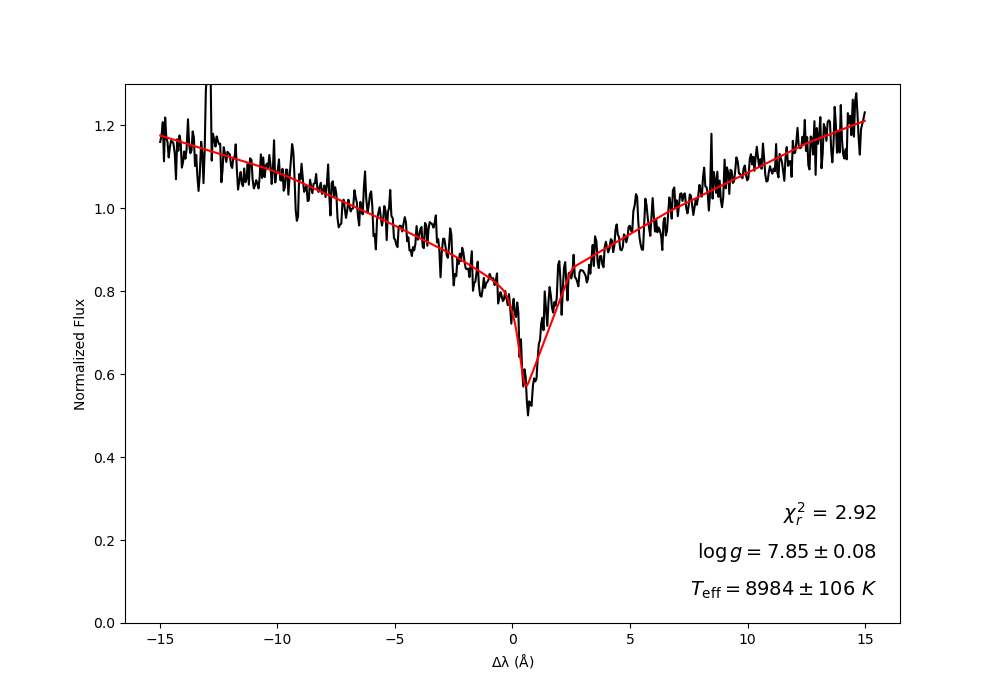 1.2
1.0
0.8
0.6
0.4
0.2
0.0
Normalized Flux
χ²ᵣ = 2.92
log g = 7.85 ± 0.08
T_eff = 8984 ± 106 K
−15 −10 −5 0 5 10 15
Δλ (Å)